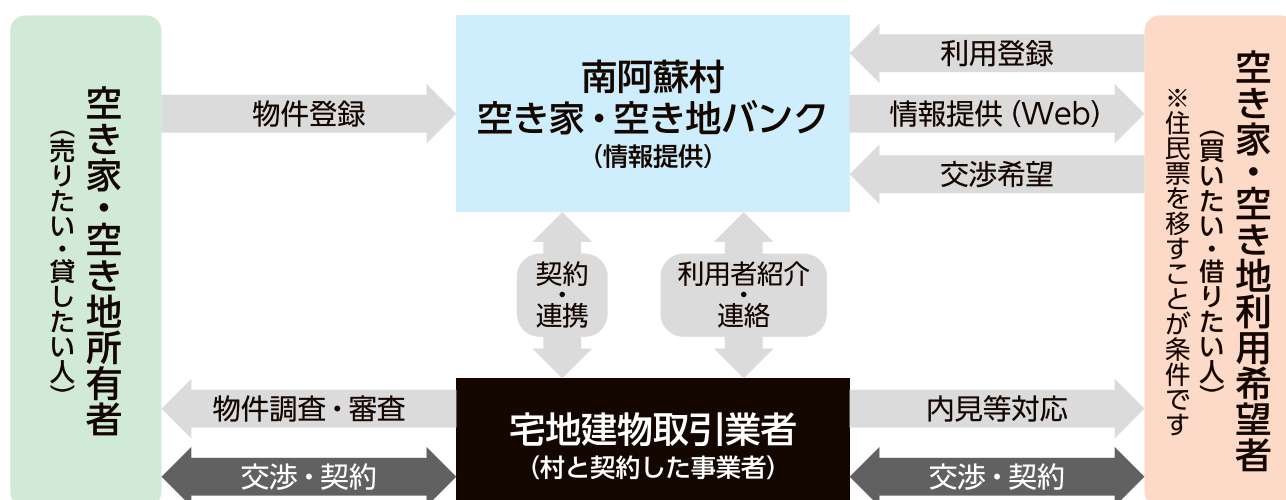 空き家・空き地所有者
（売りたい・貸したい人）
物件登録
南阿蘇村
空き家・空き地バンク
（情報提供）
利用登録
情報提供（Web）
交渉希望
空き家・空き地利用希望者
（買いたい・借りたい人）
※住民票を移すことが条件です
契約
・
連携
利用者紹介
・
連絡
物件調査・審査
交渉・契約
宅地建物取引業者
（村と契約した事業者）
内見等対応
交渉・契約